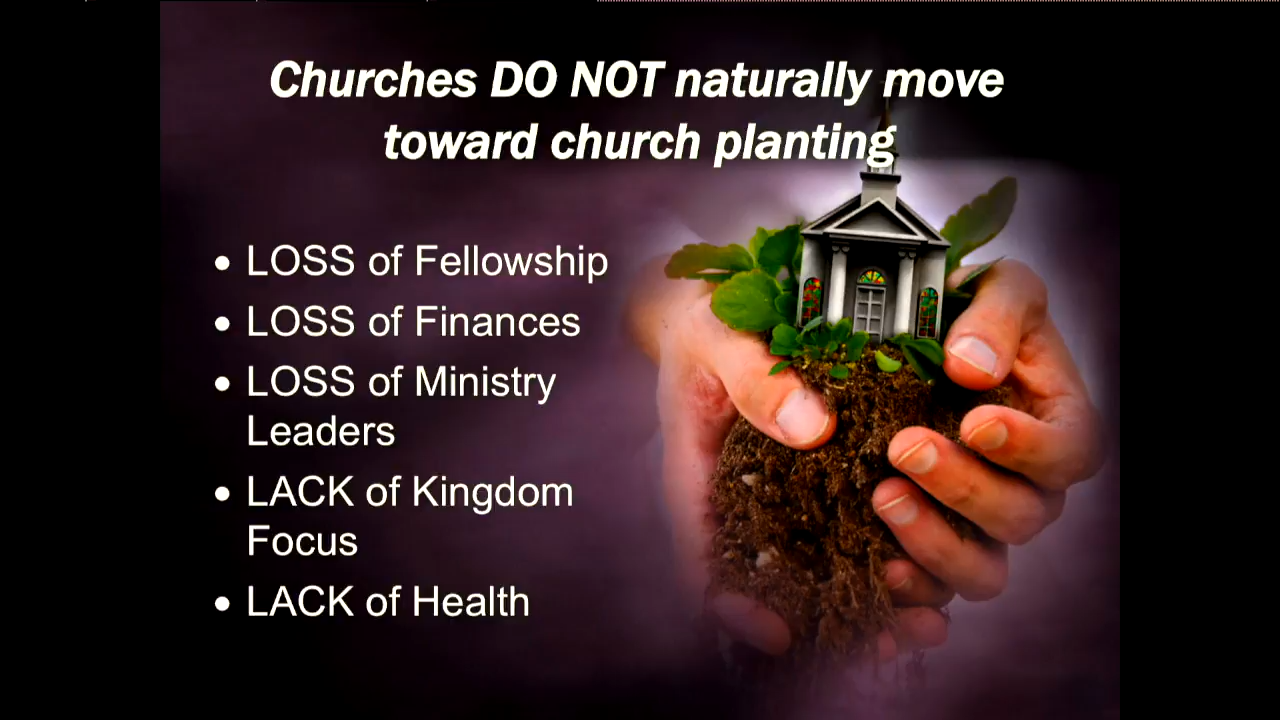 Churches DO NOT naturally move
toward church planting
• LOSS of Fellowship
• LOSS of Finances
• LOSS of Ministry
Leaders
• LACK of Kingdom
Focus
• LACK of Health